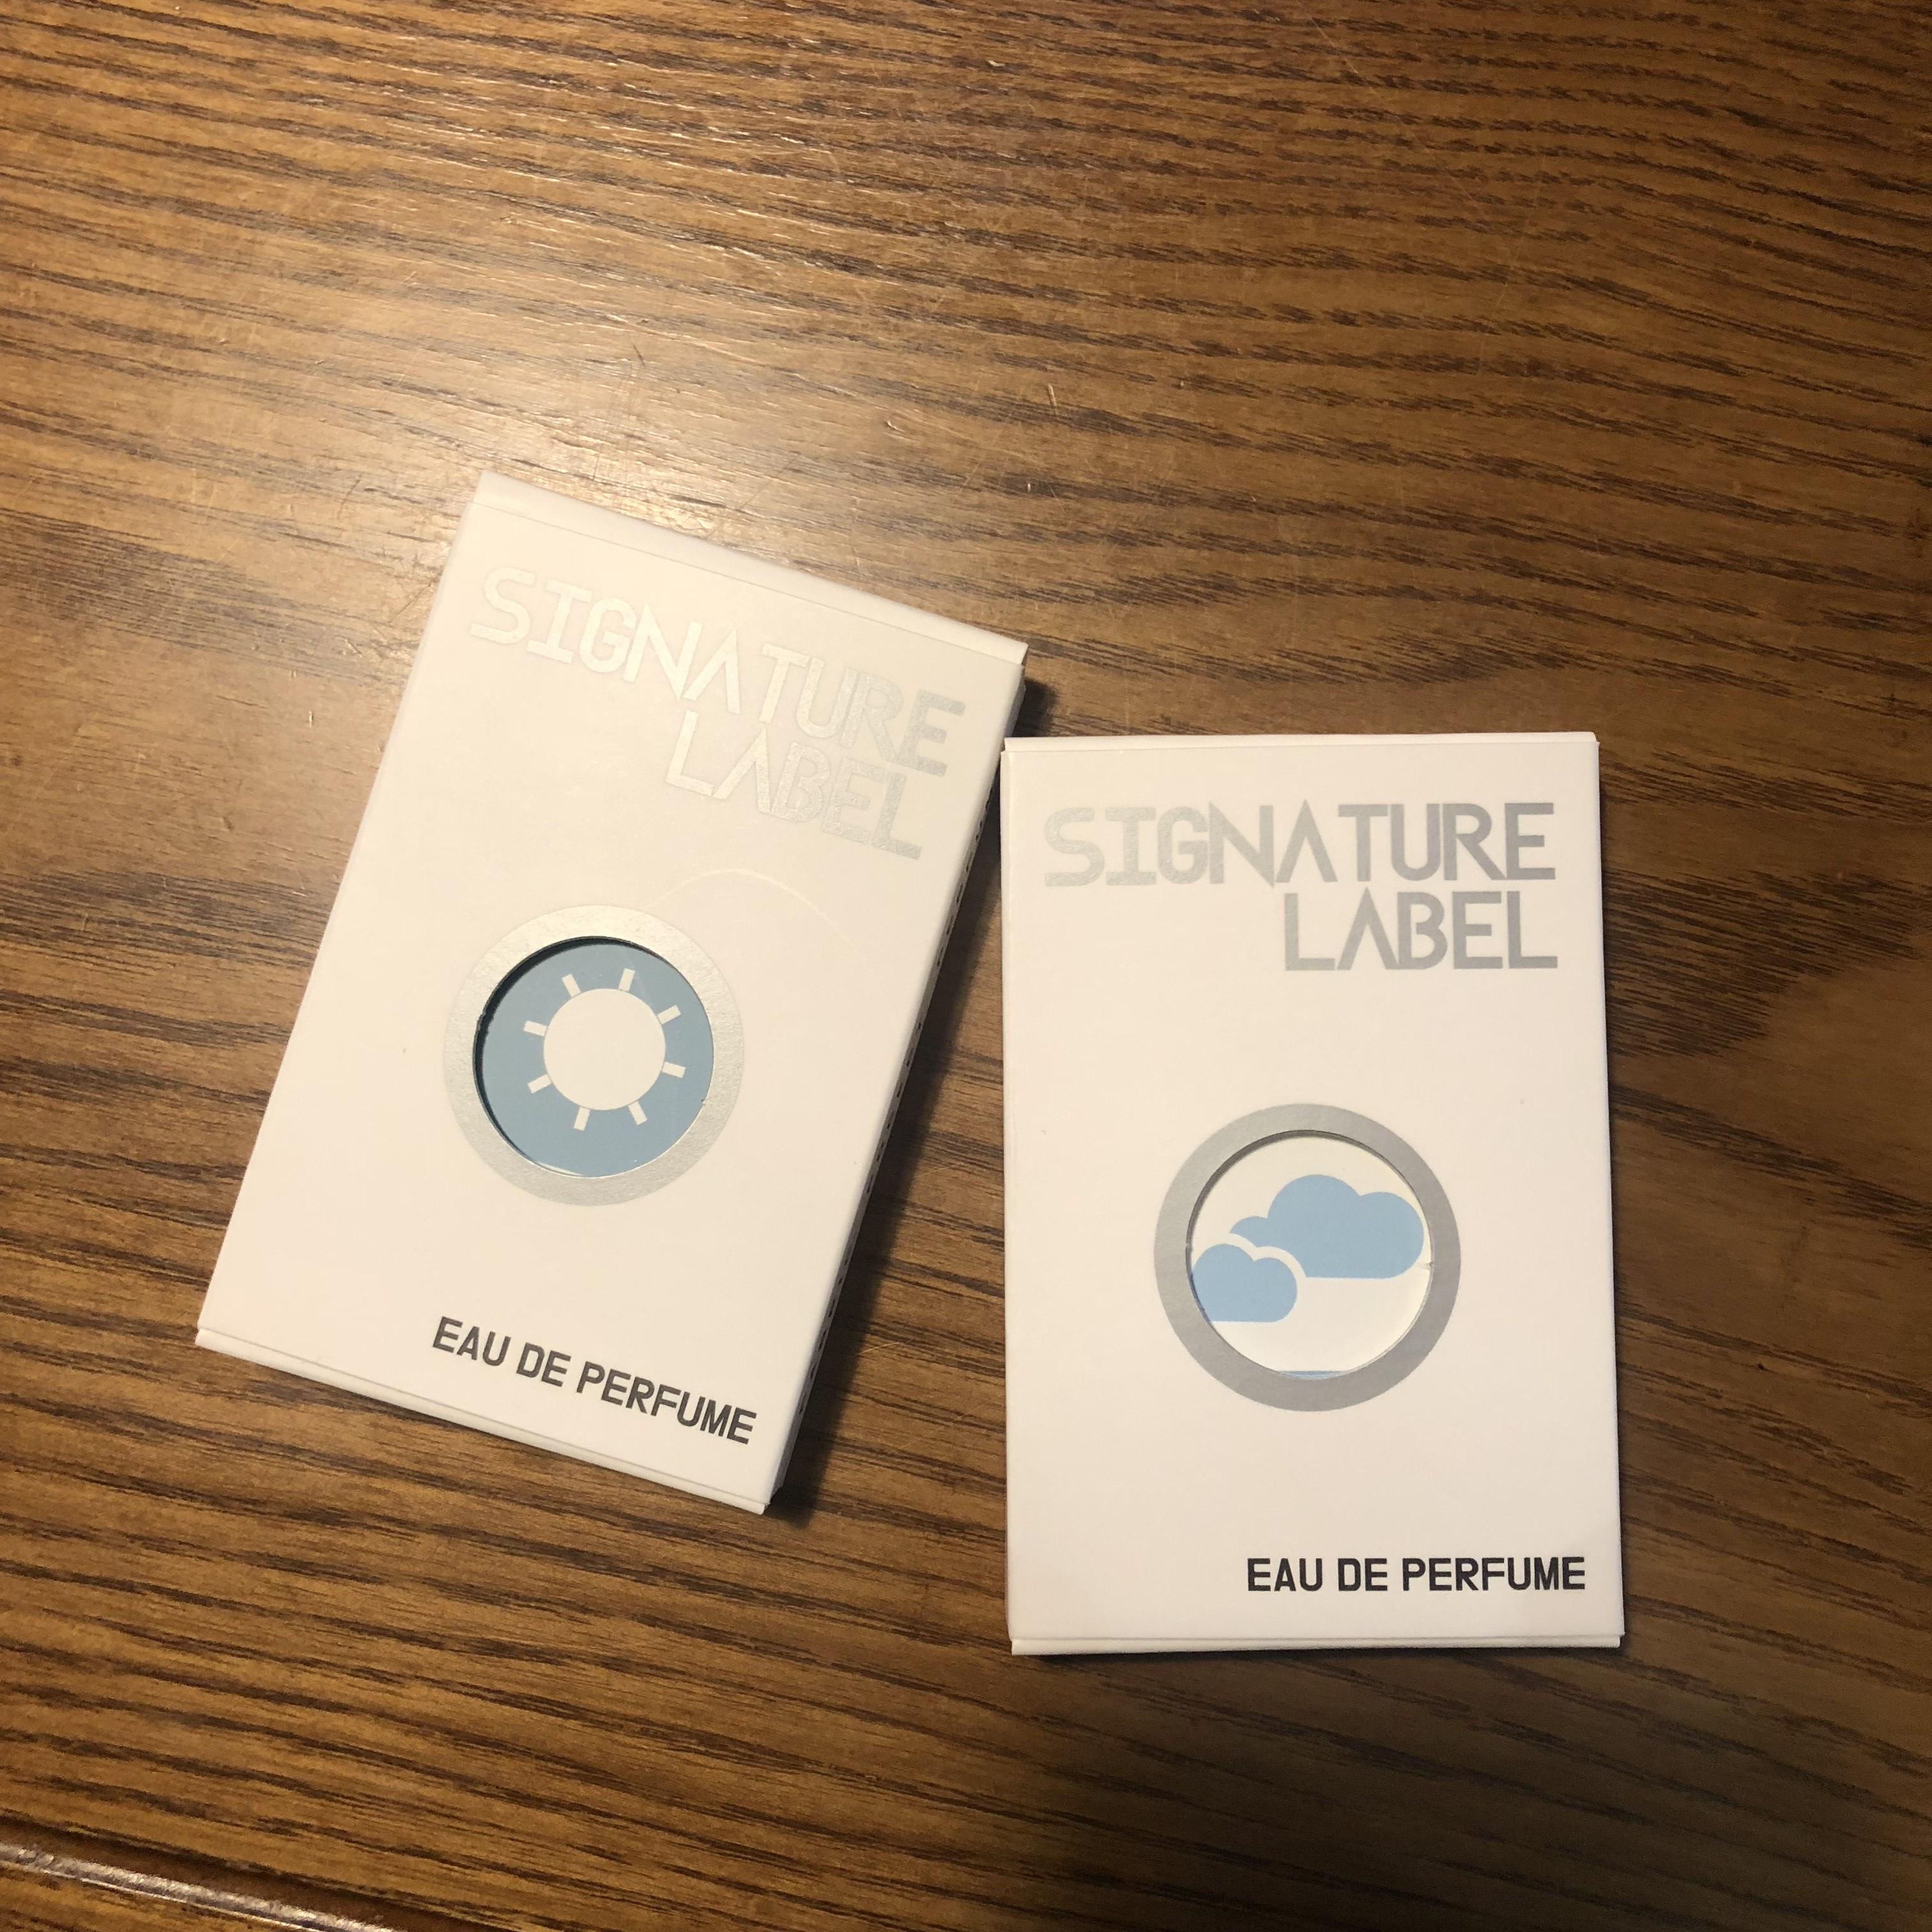 SIGNATURE
LABEL
EAU DE PERFUME
SIGNATURE
LABEL
EAU DE PERFUME